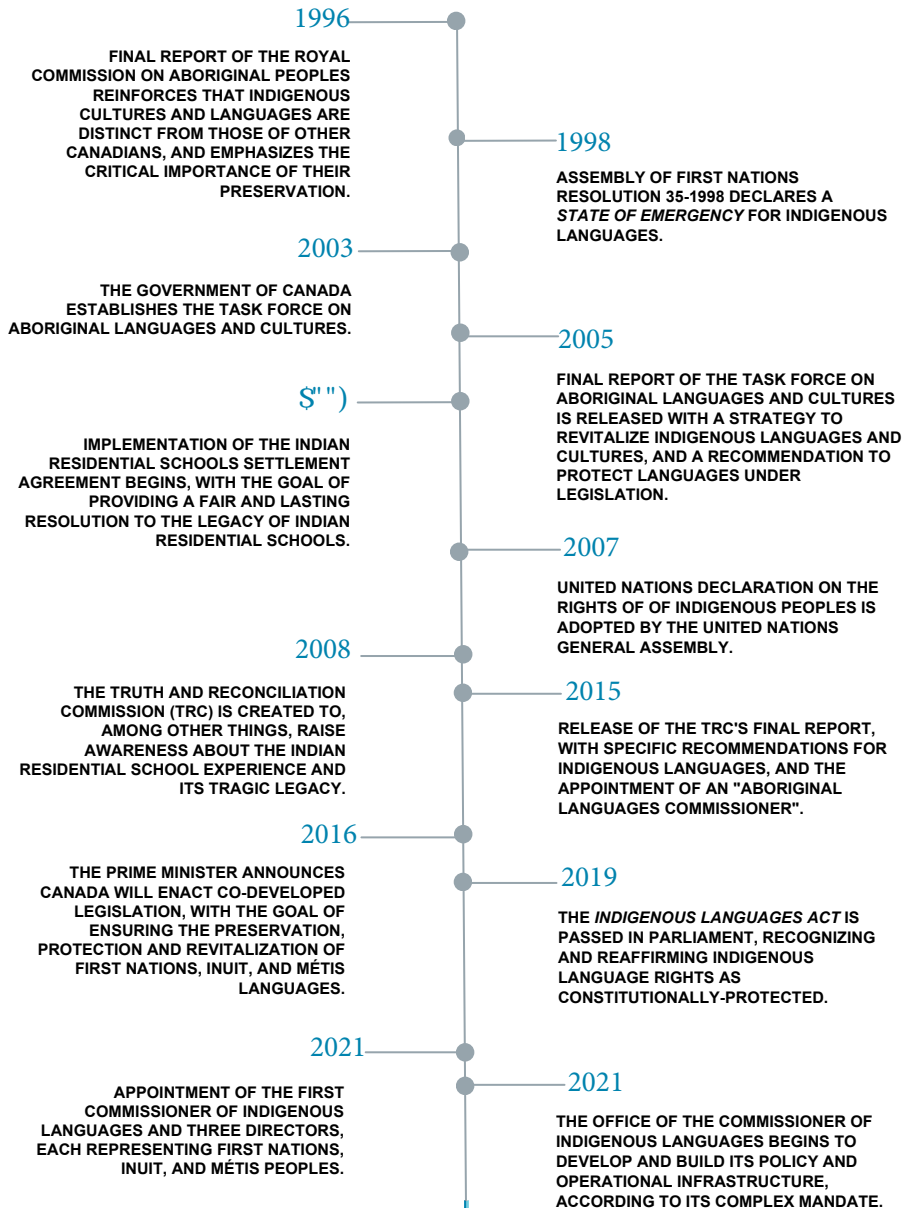 1996
FINAL REPORT OF THE ROYAL
COMMISSION ON ABORIGINAL PEOPLES
REINFORCES THAT INDIGENOUS
CULTURES AND LANGUAGES ARE
DISTINCT FROM THOSE OF OTHER
CANADIANS, AND EMPHASIZES THE
CRITICAL IMPORTANCE OF THEIR
PRESERVATION.
1998
ASSEMBLY OF FIRST NATIONS
RESOLUTION 35-1998 DECLARES A
STATE OF EMERGENCY FOR INDIGENOUS
LANGUAGES.
2003
THE GOVERNMENT OF CANADA
ESTABLISHES THE TASK FORCE ON
ABORIGINAL LANGUAGES AND CULTURES.
2005
FINAL REPORT OF THE TASK FORCE ON
ABORIGINAL LANGUAGES AND CULTURES
IS RELEASED WITH A STRATEGY TO
REVITALIZE INDIGENOUS LANGUAGES AND
CULTURES, AND A RECOMMENDATION TO
PROTECT LANGUAGES UNDER
LEGISLATION.
$"")
IMPLEMENTATION OF THE INDIAN
RESIDENTIAL SCHOOLS SETTLEMENT
AGREEMENT BEGINS, WITH THE GOAL OF
PROVIDING A FAIR AND LASTING
RESOLUTION TO THE LEGACY OF INDIAN
RESIDENTIAL SCHOOLS.
2007
UNITED NATIONS DECLARATION ON THE
RIGHTS OF OF INDIGENOUS PEOPLES IS
ADOPTED BY THE UNITED NATIONS
GENERAL ASSEMBLY.
2008
THE TRUTH AND RECONCILIATION
COMMISSION (TRC) IS CREATED TO,
AMONG OTHER THINGS, RAISE
AWARENESS ABOUT THE INDIAN
RESIDENTIAL SCHOOL EXPERIENCE AND
ITS TRAGIC LEGACY.
2015
RELEASE OF THE TRC'S FINAL REPORT,
WITH SPECIFIC RECOMMENDATIONS FOR
INDIGENOUS LANGUAGES, AND THE
APPOINTMENT OF AN "ABORIGINAL
LANGUAGES COMMISSIONER".
2016
THE PRIME MINISTER ANNOUNCES
CANADA WILL ENACT CO-DEVELOPED
LEGISLATION, WITH THE GOAL OF
ENSURING THE PRESERVATION,
PROTECTION AND REVITALIZATION OF
FIRST NATIONS, INUIT, AND MÉTIS
LANGUAGES.
2019
THE INDIGENOUS LANGUAGES ACT IS
PASSED IN PARLIAMENT, RECOGNIZING
AND REAFFIRMING INDIGENOUS
LANGUAGE RIGHTS AS
CONSTITUTIONALLY-PROTECTED.
2021
APPOINTMENT OF THE FIRST
COMMISSIONER OF INDIGENOUS
LANGUAGES AND THREE DIRECTORS,
EACH REPRESENTING FIRST NATIONS,
INUIT, AND MÉTIS PEOPLES.
2021
THE OFFICE OF THE COMMISSIONER OF
INDIGENOUS LANGUAGES BEGINS TO
DEVELOP AND BUILD ITS POLICY AND
OPERATIONAL INFRASTRUCTURE,
ACCORDING TO ITS COMPLEX MANDATE.